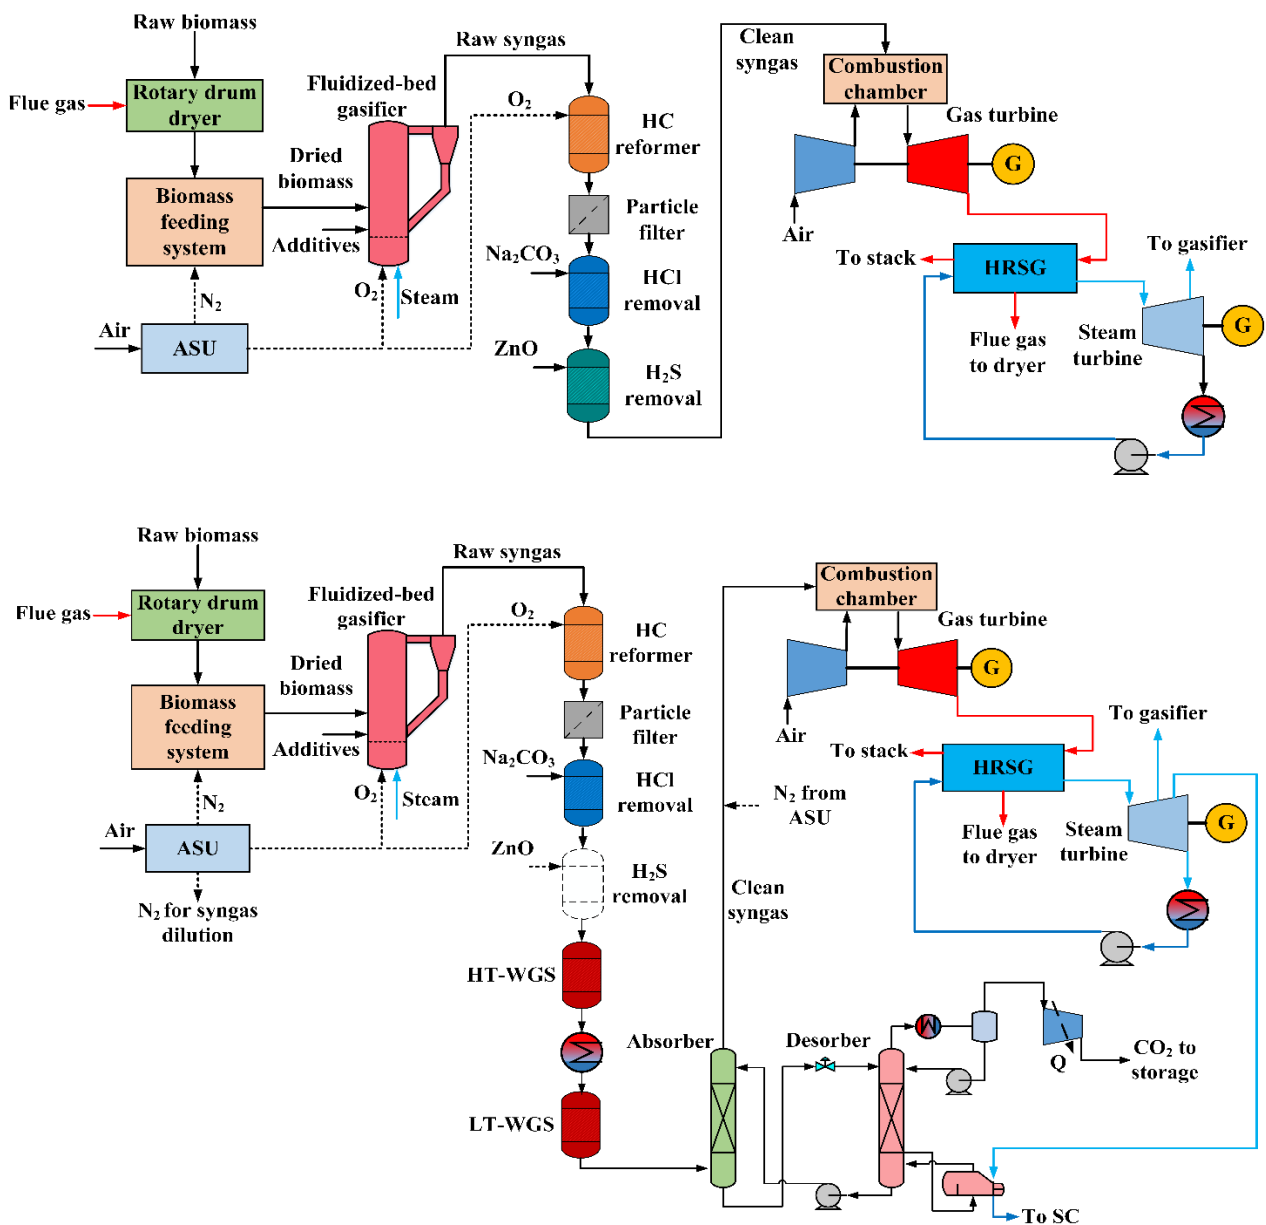 Raw biomass
Flue gas
Rotary drum
dryer
Biomass
feeding
system
N₂
Air
ASU
Dried
biomass
Additives
Fluidized-bed
gasifier
O₂
Steam
Raw syngas
O₂
HC
reformer
Particle
filter
Na₂CO₃
HCl
removal
ZnO
H₂S
removal
Clean
syngas
Combustion
chamber
Gas turbine
G
Air
To stack
HRSG
Flue gas
to dryer
To gasifier
Steam
turbine
G
Raw biomass
Flue gas
Rotary drum
dryer
Biomass
feeding
system
N₂
Air
ASU
N₂ for syngas
dilution
Dried
biomass
Additives
Fluidized-bed
gasifier
O₂
Steam
Raw syngas
O₂
HC
reformer
Particle
filter
Na₂CO₃
HCl
removal
ZnO
H₂S
removal
HT-WGS
LT-WGS
Absorber
Desorber
Clean
syngas
N₂ from
ASU
Combustion
chamber
Gas turbine
G
Air
To stack
HRSG
Flue gas
to dryer
To gasifier
Steam
turbine
G
Q
CO₂ to
storage
To SC